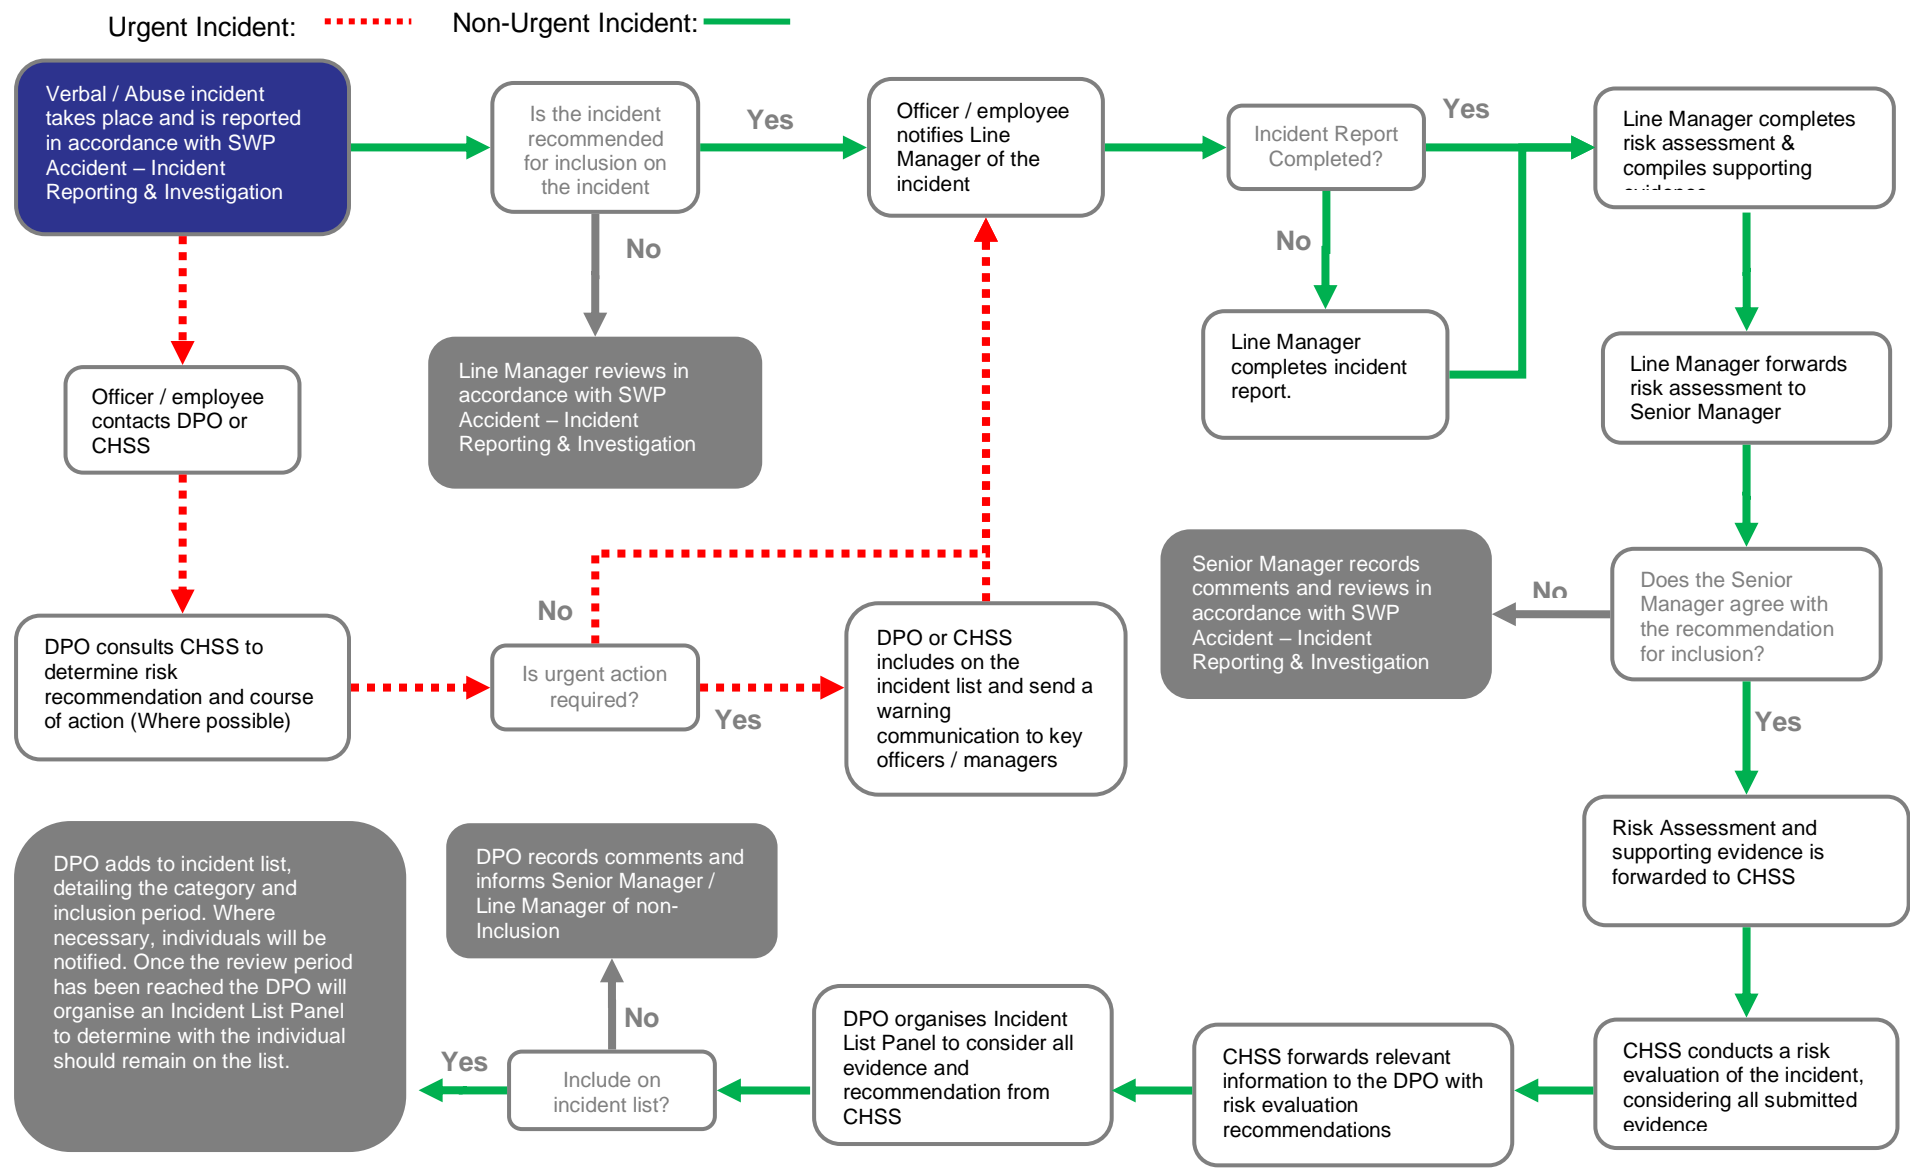 Urgent Incident:
Non-Urgent Incident:
Verbal / Abuse incident
takes place and is reported
in accordance with SWP
Accident – Incident
Reporting & Investigation
Is the incident
recommended
for inclusion on
the incident
Yes
No
Officer / employee
notifies Line
Manager of the
incident
Incident Report
Completed?
Yes
No
Line Manager completes
risk assessment &
compiles supporting
evidence
Line Manager reviews in
accordance with SWP
Accident – Incident
Reporting & Investigation
Line Manager
completes incident
report.
Line Manager forwards
risk assessment to
Senior Manager
Officer / employee
contacts DPO or
CHSS
DPO consults CHSS to
determine risk
recommendation and course
of action (Where possible)
Is urgent action
required?
No
Yes
DPO or CHSS
includes on the
incident list and send a
warning
communication to key
officers / managers
Senior Manager records
comments and reviews in
accordance with SWP
Accident – Incident
Reporting & Investigation
No
Does the Senior
Manager agree with
the recommendation
for inclusion?
Yes
Risk Assessment and
supporting evidence is
forwarded to CHSS
CHSS conducts a risk
evaluation of the incident,
considering all submitted
evidence
CHSS forwards relevant
information to the DPO with
risk evaluation
recommendations
DPO organises Incident
List Panel to consider all
evidence and
recommendation from
CHSS
Include on
incident list?
No
Yes
DPO records comments and
informs Senior Manager /
Line Manager of non-
Inclusion
DPO adds to incident list,
detailing the category and
inclusion period. Where
necessary, individuals will be
notified. Once the review period
has been reached the DPO will
organise an Incident List Panel
to determine with the individual
should remain on the list.